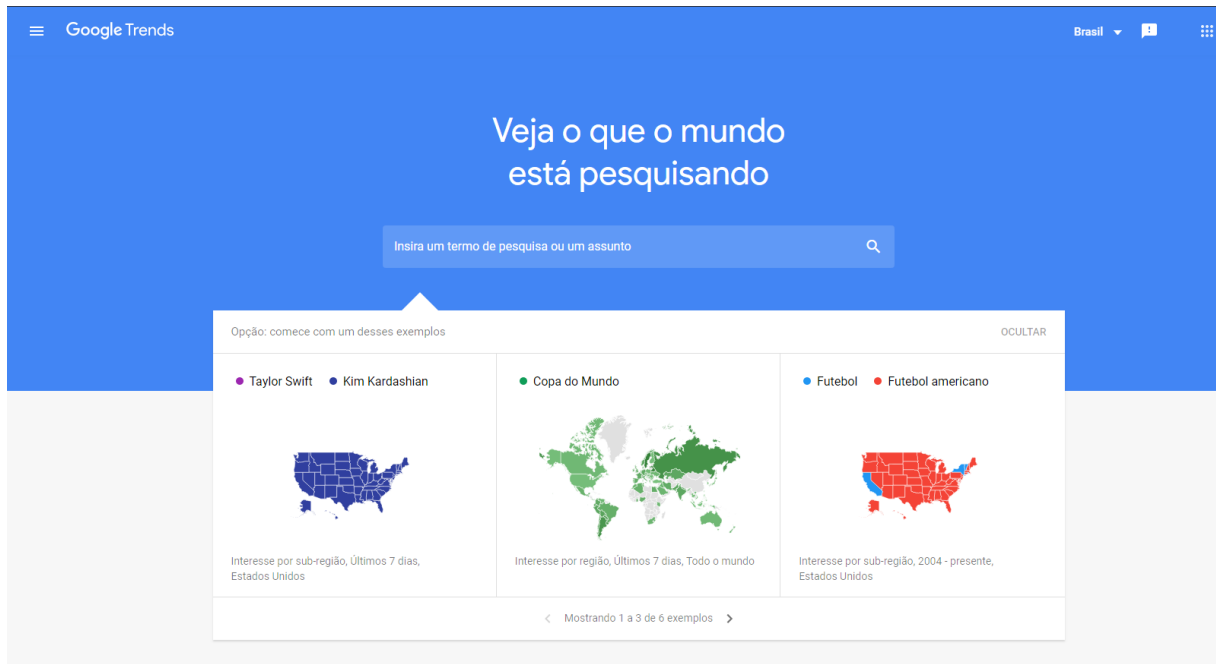 Google Trends
Brasil
Veja o que o mundo
está pesquisando
Insira um termo de pesquisa ou um assunto
Opção: comece com um desses exemplos
OCULTAR
Taylor Swift
Kim Kardashian
Interesse por sub-região, Últimos 7 dias,
Estados Unidos
Copa do Mundo
Interesse por região, Últimos 7 dias, Todo o mundo
Futebol
Futebol americano
Interesse por sub-região, 2004 - presente,
Estados Unidos
Mostrando 1 a 3 de 6 exemplos